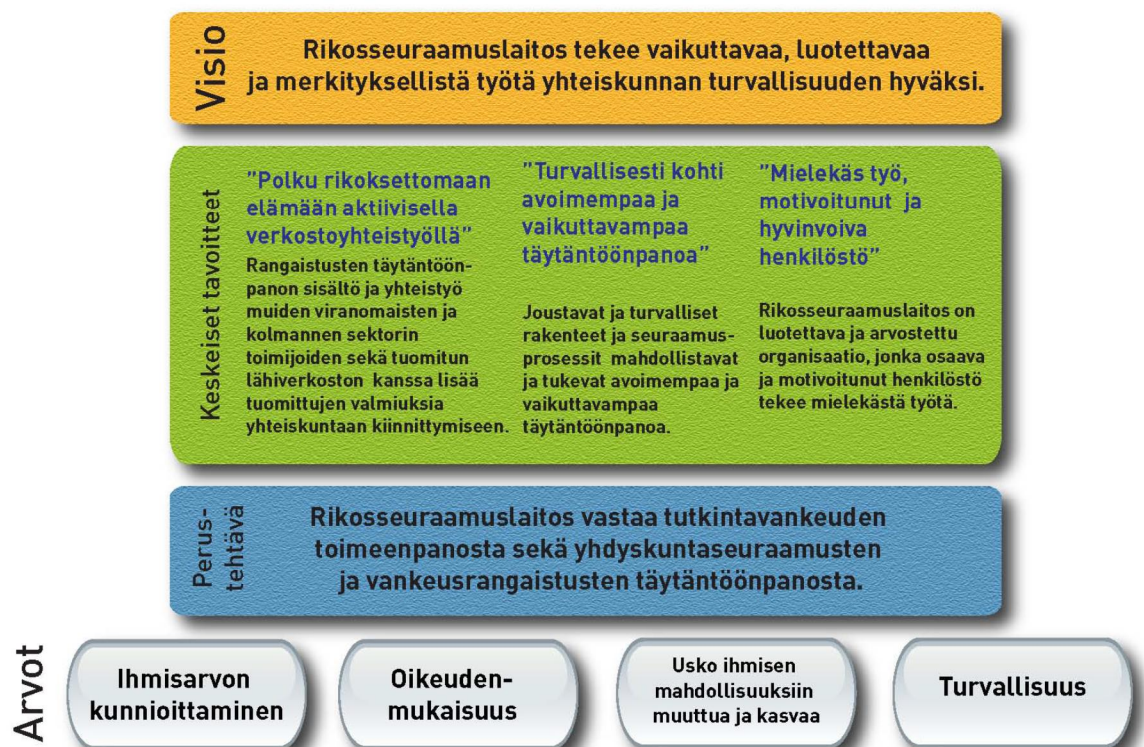 Visio
Rikosseuraamuslaitos tekee vaikuttavaa, luotettavaa
ja merkityksellistä työtä yhteiskunnan turvallisuuden hyväksi.
Keskeiset tavoitteet
”Polku rikoksettomaan
elämään aktiivisella
verkostoyhteistyöllä”
Rangaistusten täytäntöön-
panon sisältö ja yhteistyö
muiden viranomaisten ja
kolmannen sektorin
toimijoiden sekä tuomitun
lähiverkoston kanssa lisää
tuomittujen valmiuksia
yhteiskuntaan kiinnittymiseen.
”Turvallisesti kohti
avoimempaa ja
vaikuttavampaa
täytäntöönpanoa”
Joustavat ja turvalliset
rakenteet ja seuraamus-
prosessit mahdollistavat
ja tukevat avoimempaa ja
vaikuttavampaa
täytäntöönpanoa.
”Mielekäs työ,
motivoitunut ja
hyvinvoiva
henkilöstö”
Rikosseuraamuslaitos on
luotettava ja arvostettu
organisaatio, jonka osaava
ja motivoitunut henkilöstö
tekee mielekästä työtä.
Perus-
tehtävä
Rikosseuraamuslaitos vastaa tutkintavankeuden
toimeenpanosta sekä yhdyskuntaseuraamusten
ja vankeusrangaistusten täytäntöönpanosta.
Arvot
Ihmisarvon
kunnioittaminen
Oikeuden-
mukaisuus
Usko ihmisen
mahdollisuuksiin
muuttua ja kasvaa
Turvallisuus